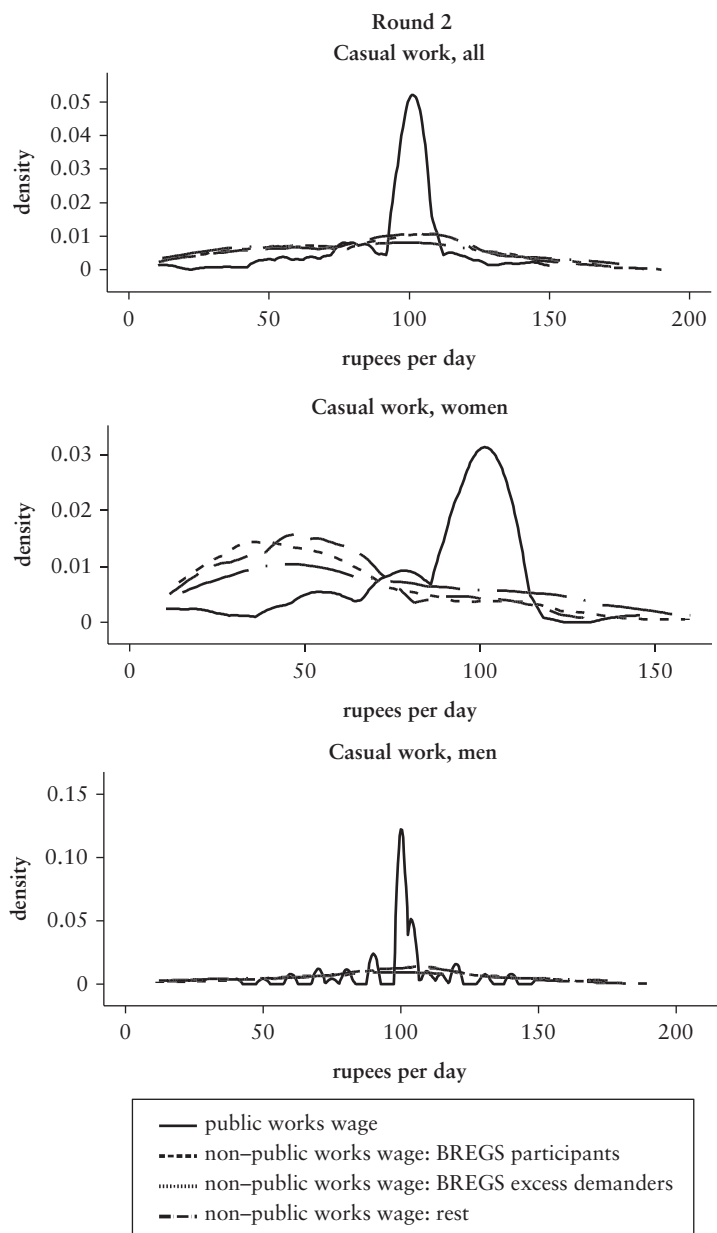 Round 2
Casual work, all
0.05
0.04
0.03
0.02
0.01
0
density
0 50 100 150 200
rupees per day
Casual work, women
0.03
0.02
0.01
0
density
0 50 100 150
rupees per day
Casual work, men
0.15
0.10
0.05
0
density
0 50 100 150 200
rupees per day
public works wage
non–public works wage: BREGS participants
non–public works wage: BREGS excess demanders
non–public works wage: rest